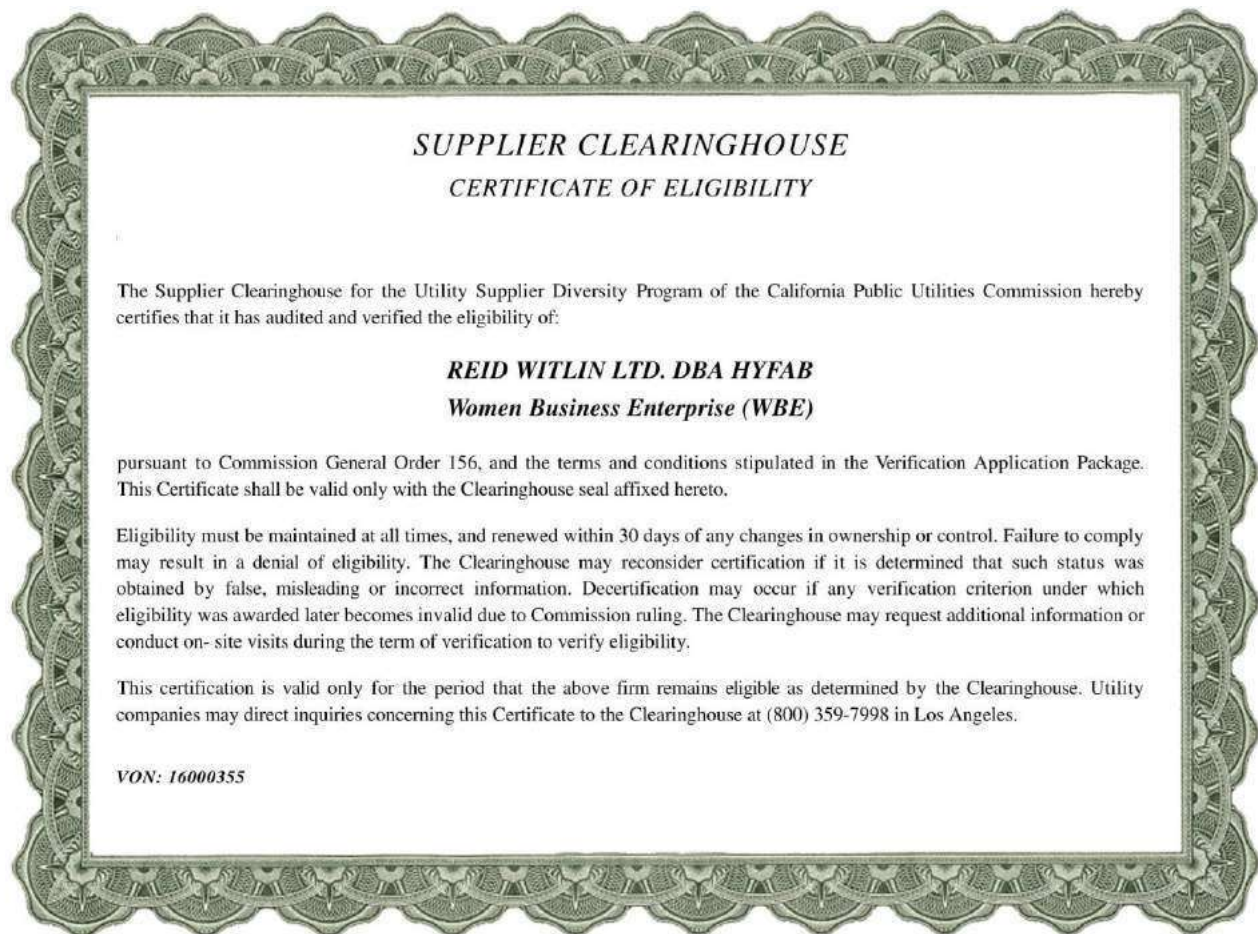 SUPPLIER CLEARINGHOUSE
CERTIFICATE OF ELIGIBILITY
The Supplier Clearinghouse for the Utility Supplier Diversity Program of the California Public Utilities Commission hereby
certifies that it has audited and verified the eligibility of:
REID WITLIN LTD. DBA HYFAB
Women Business Enterprise (WBE)
pursuant to Commission General Order 156, and the terms and conditions stipulated in the Verification Application Package.
This Certificate shall be valid only with the Clearinghouse seal affixed hereto.
Eligibility must be maintained at all times, and renewed within 30 days of any changes in ownership or control. Failure to comply
may result in a denial of eligibility. The Clearinghouse may reconsider certification if it is determined that such status was
obtained by false, misleading or incorrect information. Decertification may occur if any verification criterion under which
eligibility was awarded later becomes invalid due to Commission ruling. The Clearinghouse may request additional information or
conduct on- site visits during the term of verification to verify eligibility.
This certification is valid only for the period that the above firm remains eligible as determined by the Clearinghouse. Utility
companies may direct inquiries concerning this Certificate to the Clearinghouse at (800) 359-7998 in Los Angeles.
VON: 16000355